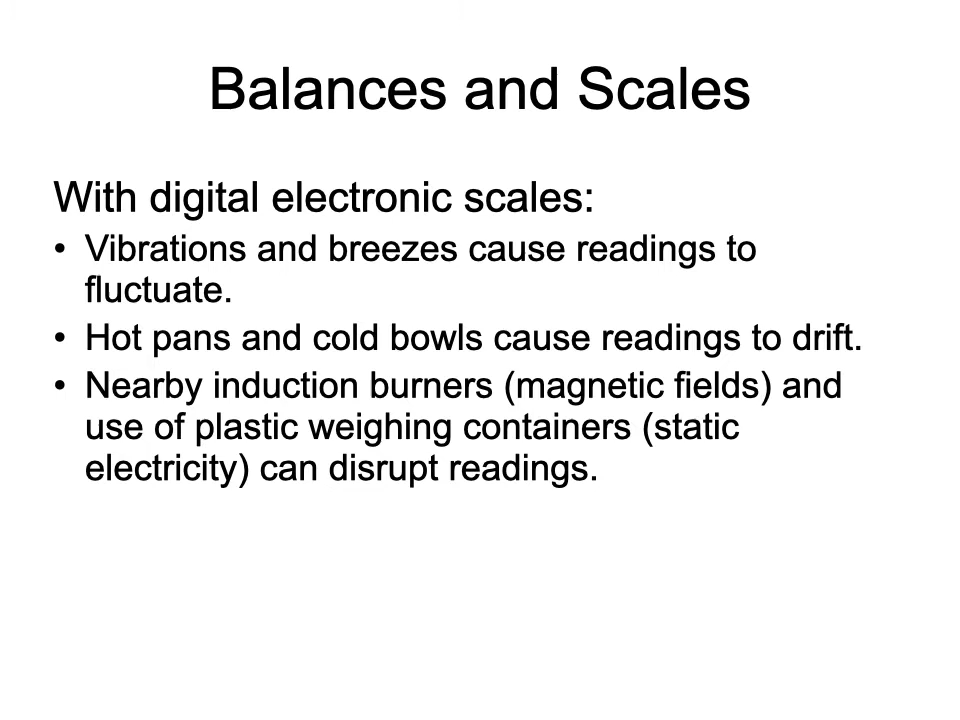 Balances and Scales
With digital electronic scales:
• Vibrations and breezes cause readings to
fluctuate.
• Hot pans and cold bowls cause readings to drift.
• Nearby induction burners (magnetic fields) and
use of plastic weighing containers (static
electricity) can disrupt readings.